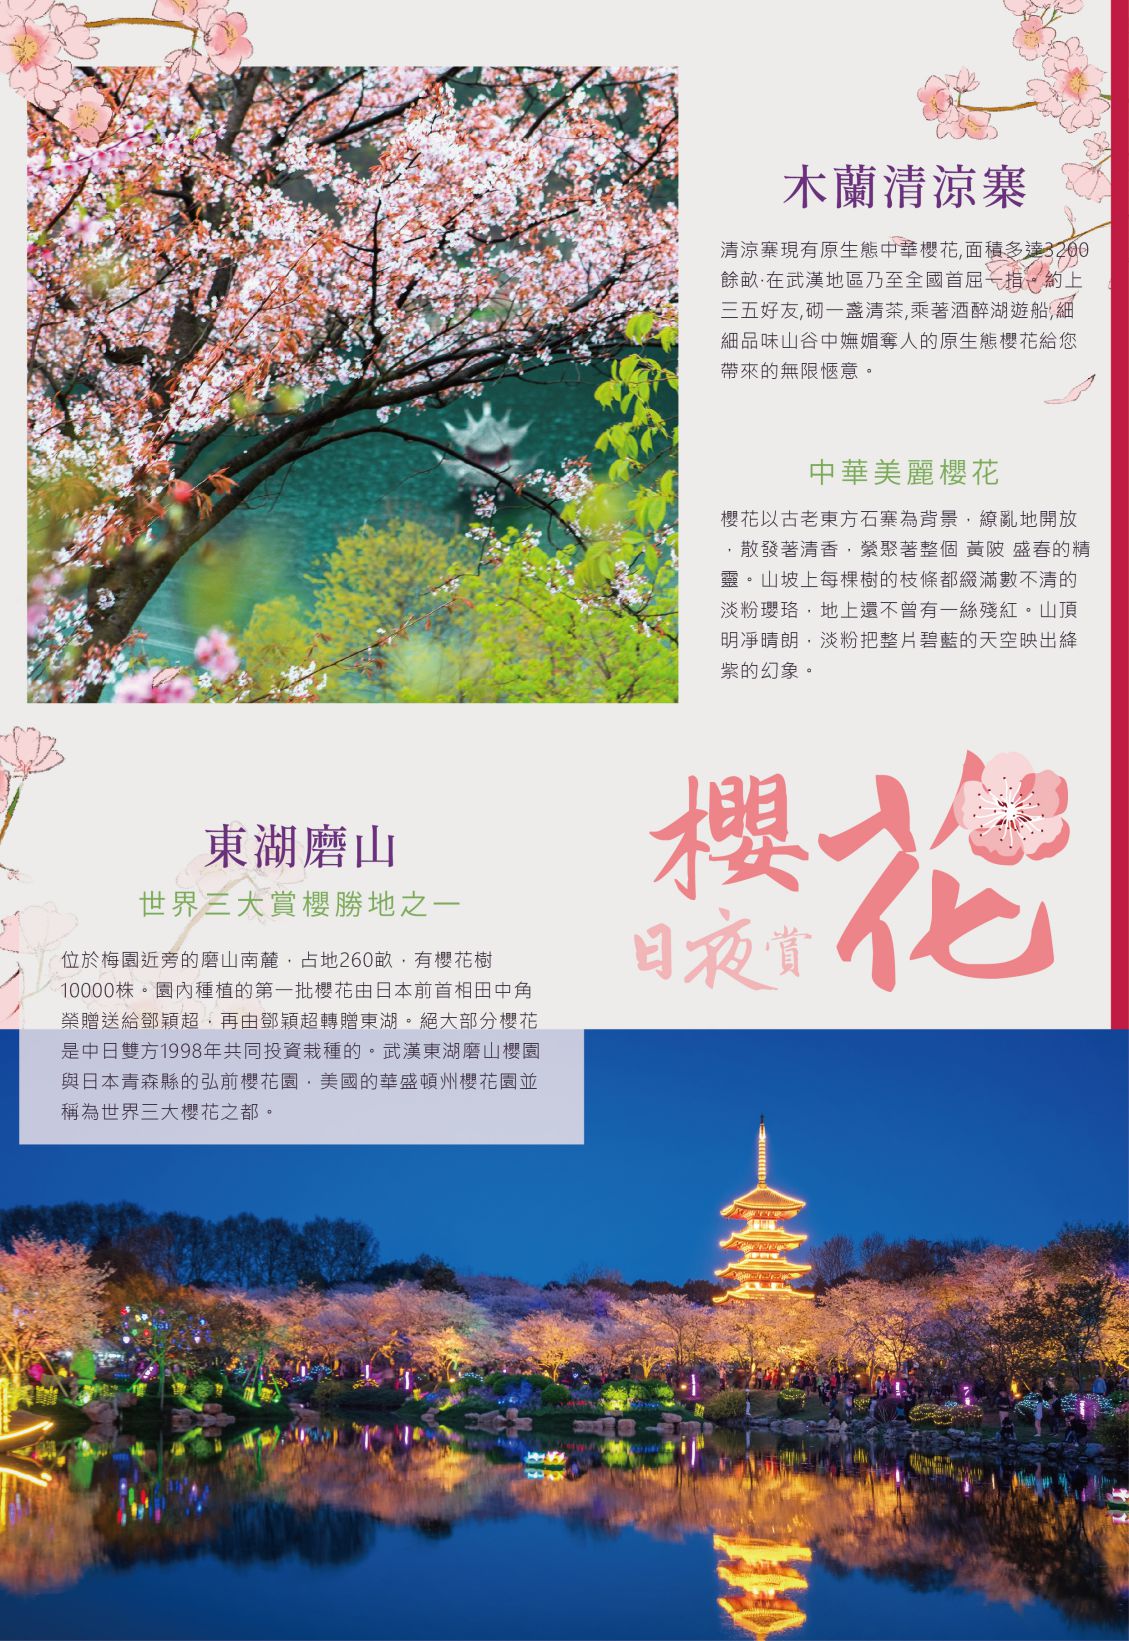 木蘭清涼寨
清涼寨現有原生態中華櫻花,面積多達3200
餘畝·在武漢地區乃至全國首屈一指。約上
三五好友,砌一盞清茶,乘著酒醉湖遊船,細
細品味山谷中嫵媚奪人的原生態櫻花給您
帶來的無限愜意。
中華美麗櫻花
櫻花以古老東方石寨為背景，繚亂地開放
，散發著清香，縈聚著整個 黃陂 盛春的精
靈。山坡上每棵樹的枝條都綴滿數不清的
淡粉瓔珞，地上還不曾有一絲殘紅。山頂
明凈晴朗，淡粉把整片碧藍的天空映出絳
紫的幻象。
櫻花
日夜賞
東湖磨山
世界三大賞櫻勝地之一
位於梅園近旁的磨山南麓，占地260畝，有櫻花樹
10000株。園內種植的第一批櫻花由日本前首相田中角
榮贈送給鄧穎超，再由鄧穎超轉贈東湖。絕大部分櫻花
是中日雙方1998年共同投資栽種的。武漢東湖磨山櫻園
與日本青森縣的弘前櫻花園，美國的華盛頓州櫻花園並
稱為世界三大櫻花之都。